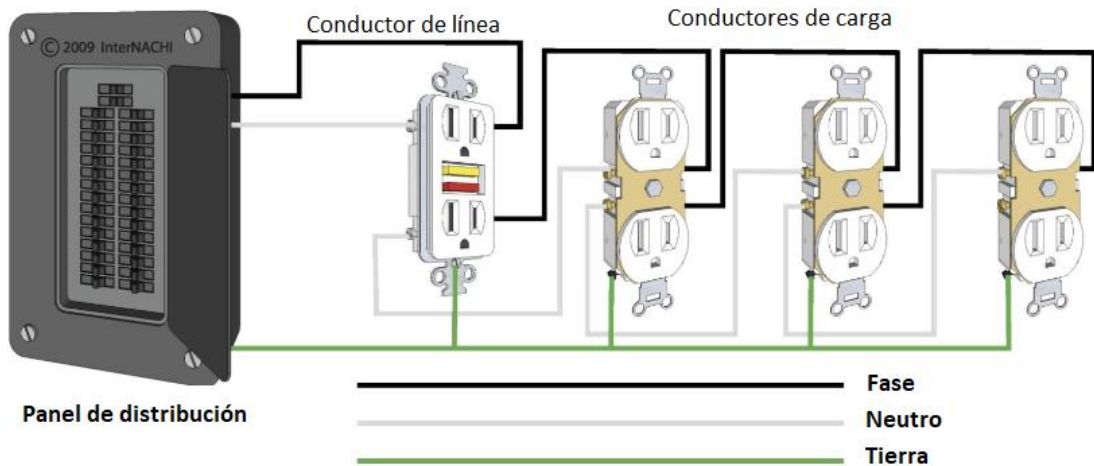 Conductor de línea
Conductores de carga
© 2009 InterNACHI
Fase
Panel de distribución
Neutro
Tierra